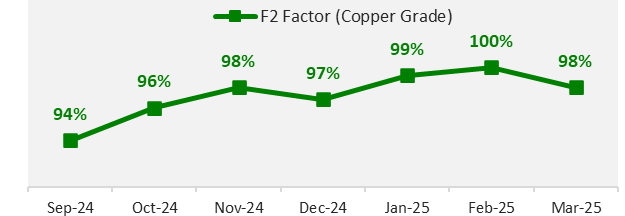 F2 Factor (Copper Grade)
94%
96%
98%
97%
99%
100%
98%
Sep-24
Oct-24
Nov-24
Dec-24
Jan-25
Feb-25
Mar-25